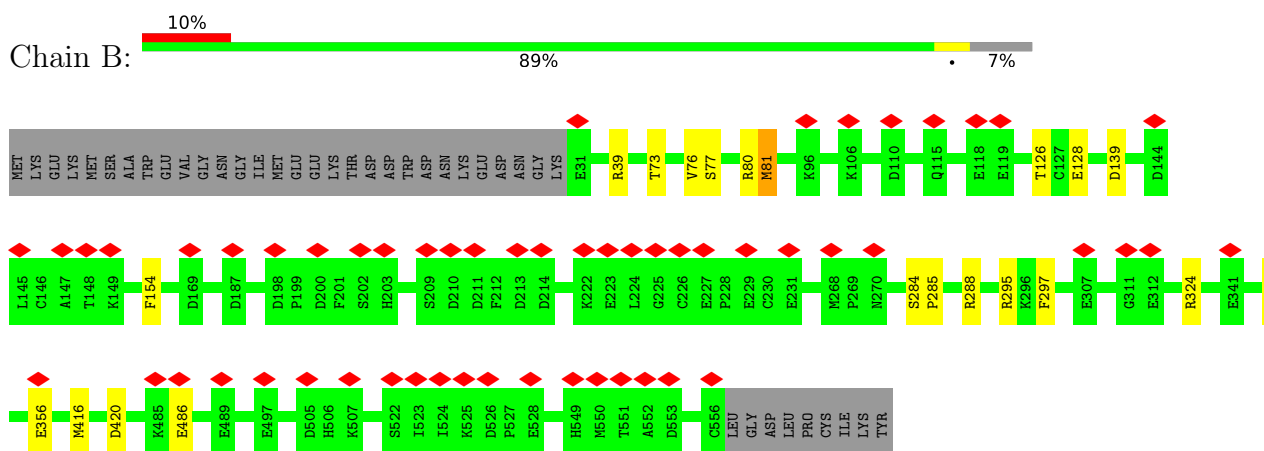 10%
Chain B:
89% • 7%
MET LYS GLU LYS MET SER ALA TRP GLU VAL GLY ASN GLY ILE MET GLU GLU LYS THR ASP ASP TRP ASP ASN LYS GLU ASP ASN GLY LYS E31 R39 T73 V76 S77 R80 M81 K96 K106 D110 Q115 E118 E119 T126 C127 E128 D139 D144
L145 C146 A147 T148 K149 F154 D169 D187 D198 P199 D200 F201 S202 H203 S209 D210 D211 F212 D213 D214 K222 E223 L224 G225 C226 E227 P228 E229 C230 E231 M268 P269 N270 S284 P285 R288 R295 K296 F297 E307 G311 E312 R324 E341
E356 M416 D420 K485 E486 E489 E497 D505 H506 K507 S522 I523 I524 K525 D526 P527 E528 H549 M550 T551 A552 D553 C556 LEU GLY ASP LEU PRO CYS ILE LYS TYR